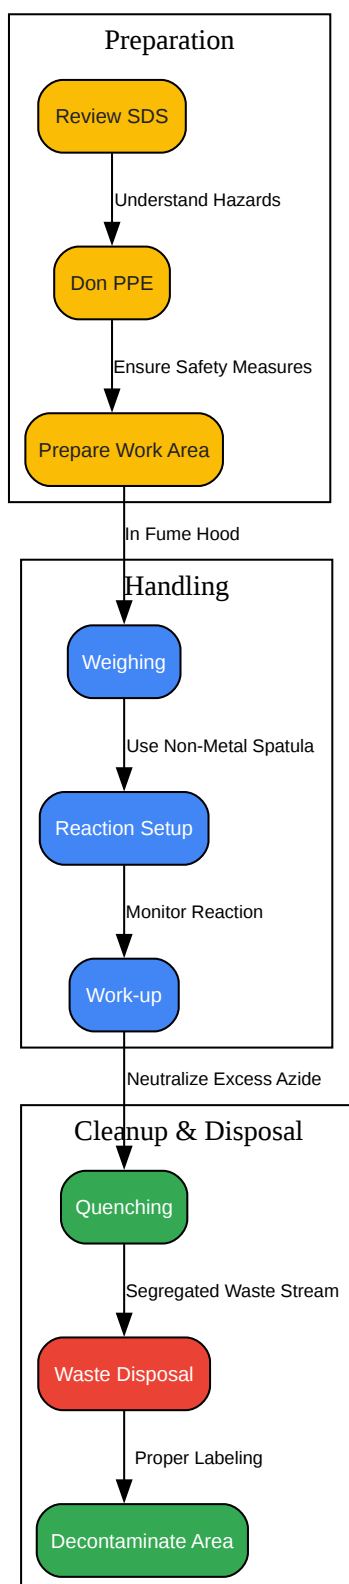 Preparation
Review SDS
Understand Hazards
Don PPE
Ensure Safety Measures
Prepare Work Area
In Fume Hood
Handling
Weighing
Use Non-Metal Spatula
Reaction Setup
Monitor Reaction
Work-up
Neutralize Excess Azide
Cleanup & Disposal
Quenching
Segregated Waste Stream
Waste Disposal
Proper Labeling
Decontaminate Area